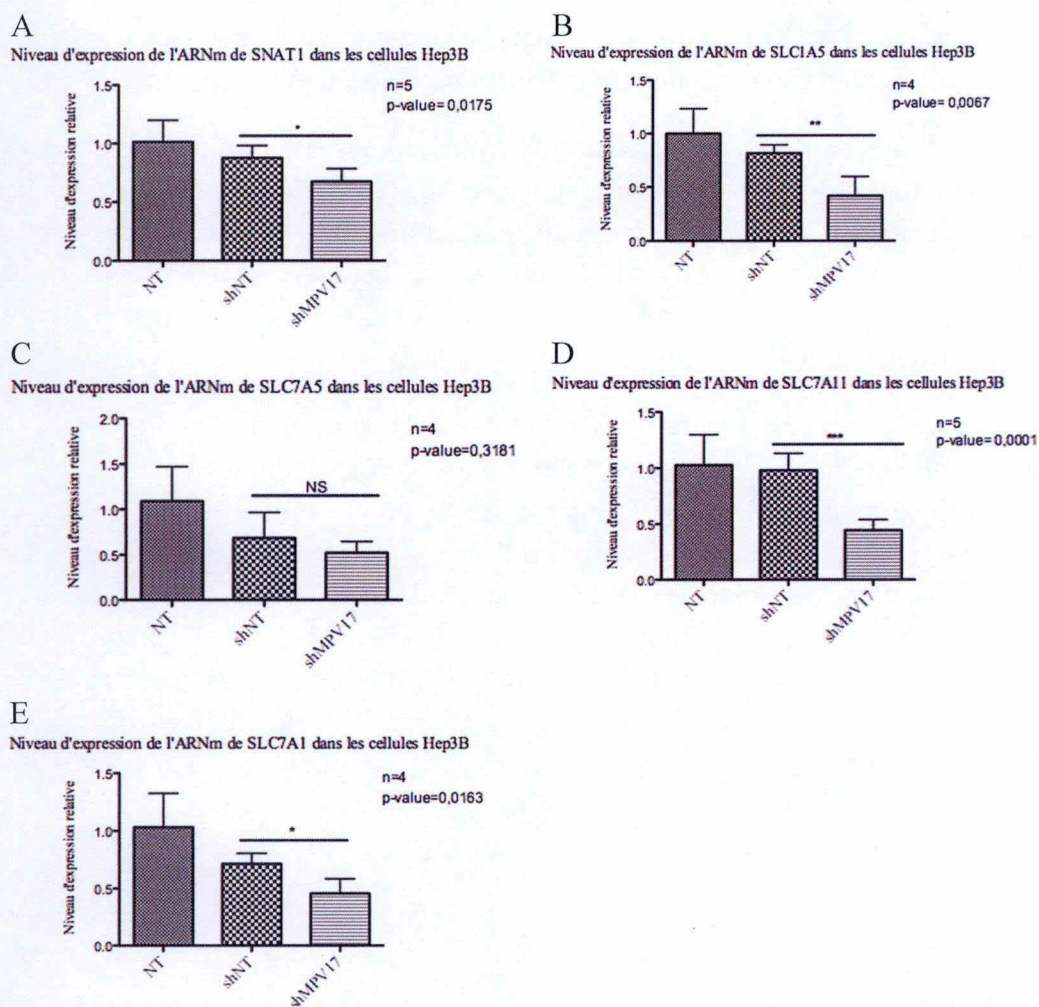 A
Niveau d'expression de l'ARNm de SNAT1 dans les cellules Hep3B
n=5
p-value= 0,0175
Niveau d'expression relative
1.5
1.0
0.5
0.0
*
NT
shNT
shMPV17
B
Niveau d'expression de l'ARNm de SLC1A5 dans les cellules Hep3B
n=4
p-value= 0,0067
Niveau d'expression relative
1.5
1.0
0.5
0.0
**
NT
shNT
shMPV17
C
Niveau d'expression de l'ARNm de SLC7A5 dans les cellules Hep3B
n=4
p-value=0,3181
Niveau d'expression relative
2.0
1.5
1.0
0.5
0.0
NS
NT
shNT
shMPV17
D
Niveau d'expression de l'ARNm de SLC7A11 dans les cellules Hep3B
n=5
p-value= 0,0001
Niveau d'expression relative
1.5
1.0
0.5
0.0
***
NT
shNT
shMPV17
E
Niveau d'expression de l'ARNm de SLC7A1 dans les cellules Hep3B
n=4
p-value=0,0163
Niveau d'expression relative
1.5
1.0
0.5
0.0
*
NT
shNT
shMPV17